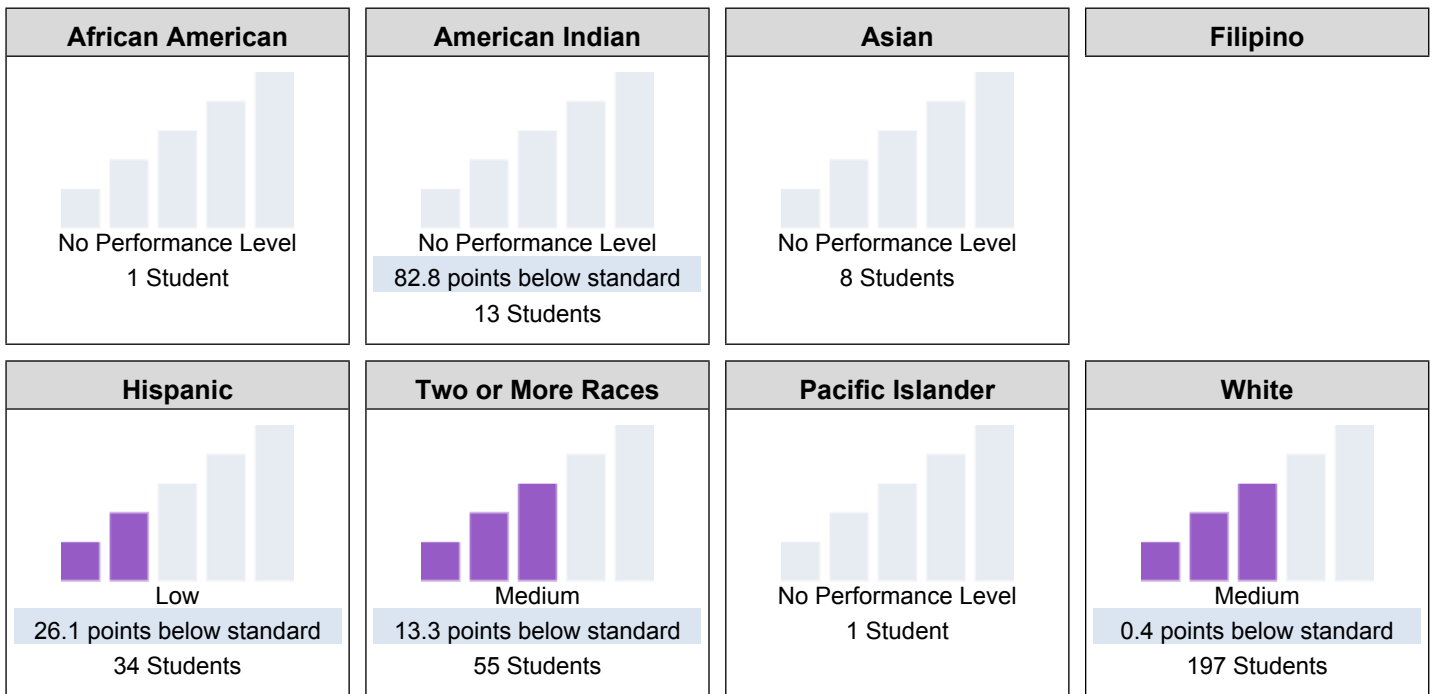 African American
No Performance Level
1 Student
American Indian
No Performance Level
82.8 points below standard
13 Students
Asian
No Performance Level
8 Students
Filipino
Hispanic
Low
26.1 points below standard
34 Students
Two or More Races
Medium
13.3 points below standard
55 Students
Pacific Islander
No Performance Level
1 Student
White
Medium
0.4 points below standard
197 Students